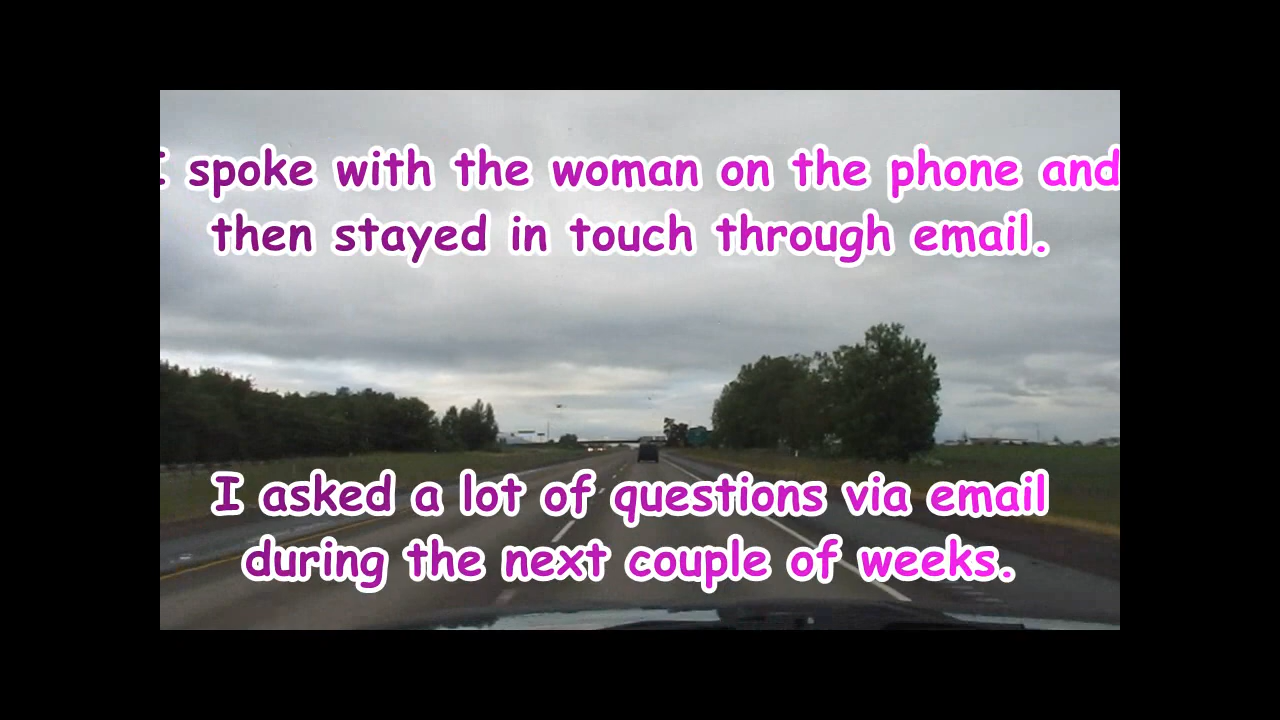 I spoke with the woman on the phone and
then stayed in touch through email.
I asked a lot of questions via email
during the next couple of weeks.